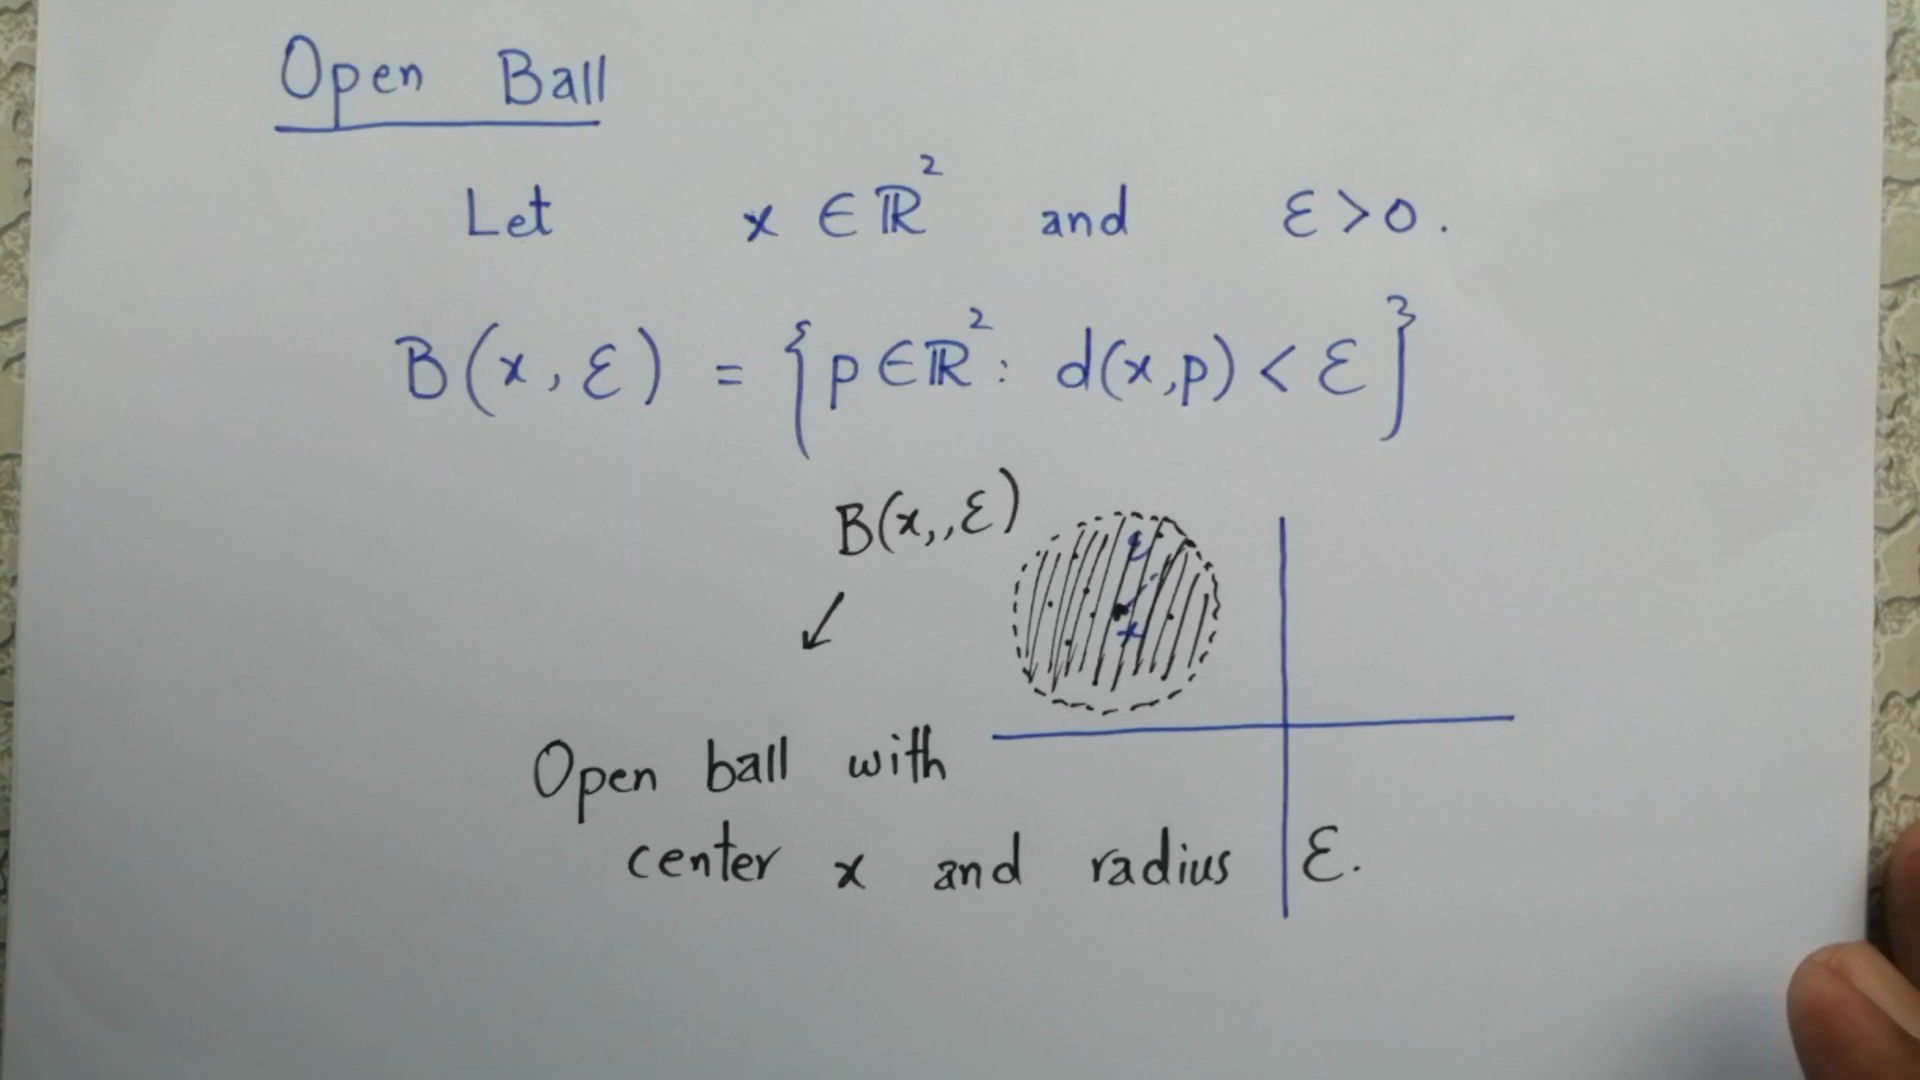 Open Ball
Let x ∈ ℝ² and ε > 0.
B(x, ε) = {p ∈ ℝ² : d(x,p) < ε}
B(x,, ε)
ε
x
Open ball with
center x and radius ε.